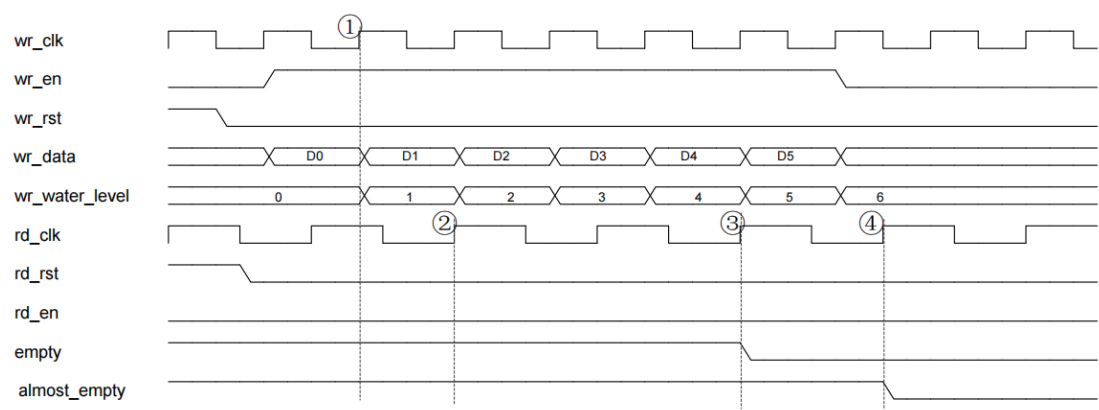 ①
wr_clk
wr_en
wr_rst
wr_data D0 D1 D2 D3 D4 D5
wr_water_level 0 1 2 3 4 5 6
② ③ ④
rd_clk
rd_rst
rd_en
empty
almost_empty